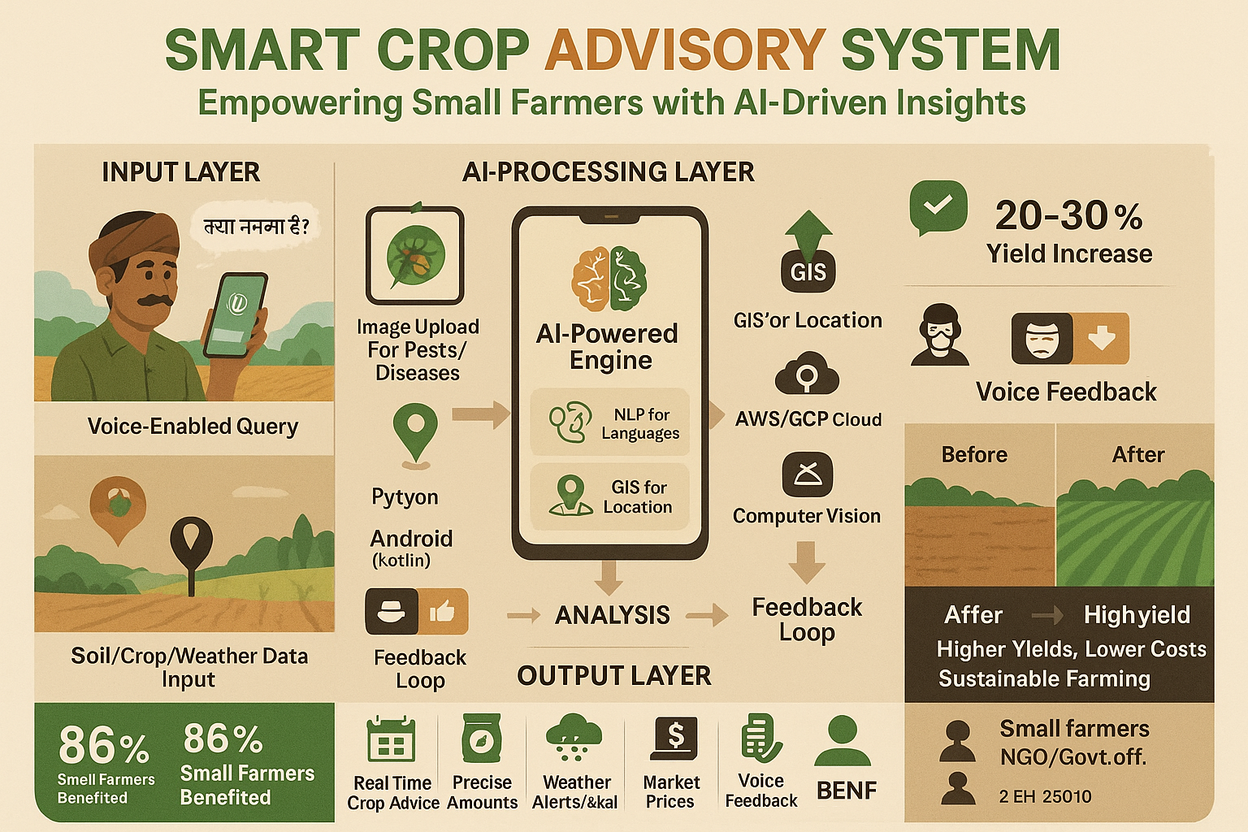 SMART CROP ADVISORY SYSTEM
Empowering Small Farmers with AI-Driven Insights
INPUT LAYER
क्या ननमा है?
Voice-Enabled Query
Soil/Crop/Weather Data
Input
86%
Smell Farmers
Benefited
86%
Small Farmers
Benefited
AI-PROCESSING LAYER
Image Upload
For Pests/
Diseases
Pytyon
Android
(kotlin)
Feedback
Loop
AI-Powered
Engine
NLP for
Languages
GIS for
Location
GIS
GIS'or Location
AWS/GCP Cloud
Computer Vision
ANALYSIS
Feedback
Loop
OUTPUT LAYER
Real Time
Crop Advice
Precise
Amounts
Weather
Alerts/&kal
$
Market
Prices
Voice
Feedback
BENF
20-30%
Yield Increase
Voice Feedback
Before
After
Affer
Highyield
Higher Ylelds, Lower Costs
Sustainable Farming
Small farmers
NGO/Govt.off.
2 EH 25010